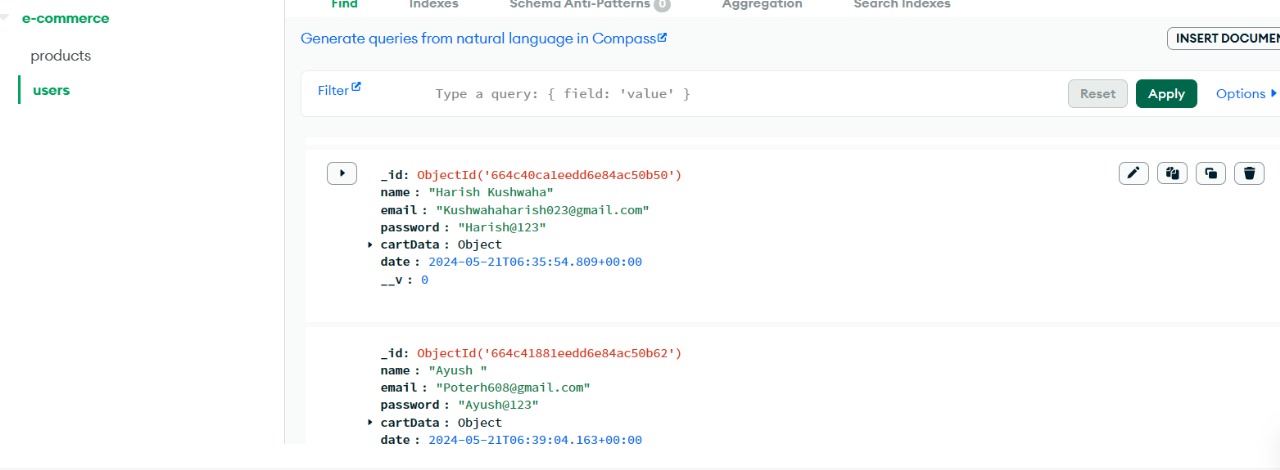 e-commerce
products
users
Find Indexes Schema Anti-Patterns 0 Aggregation Search Indexes
Generate queries from natural language in Compass
INSERT DOCUMEN
Filter Type a query: { field: 'value' } Reset Apply Options
_id: ObjectId('664c40ca1eedd6e84ac50b50')
name : "Harish Kushwaha"
email : "Kushwahaharish023@gmail.com"
password : "Harish@123"
cartData : Object
date : 2024-05-21T06:35:54.809+00:00
__v : 0
_id: ObjectId('664c41881eedd6e84ac50b62')
name : "Ayush "
email : "Poterh608@gmail.com"
password : "Ayush@123"
cartData : Object
date : 2024-05-21T06:39:04.163+00:00